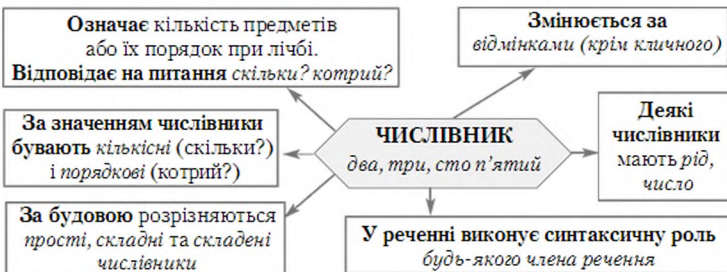 Означає кількість предметів
або їх порядок при лічбі.
Відповідає на питання скільки? котрий?
Змінюється за
відмінками (крім кличного)
За значенням числівники
бувають кількісні (скільки?)
і порядкові (котрий?)
ЧИСЛІВНИК
два, три, сто п’ятий
Деякі
числівники
мають рід,
число
За будовою розрізняються
прості, складні та складені
числівники
У реченні виконує синтаксичну роль
будь-якого члена речення